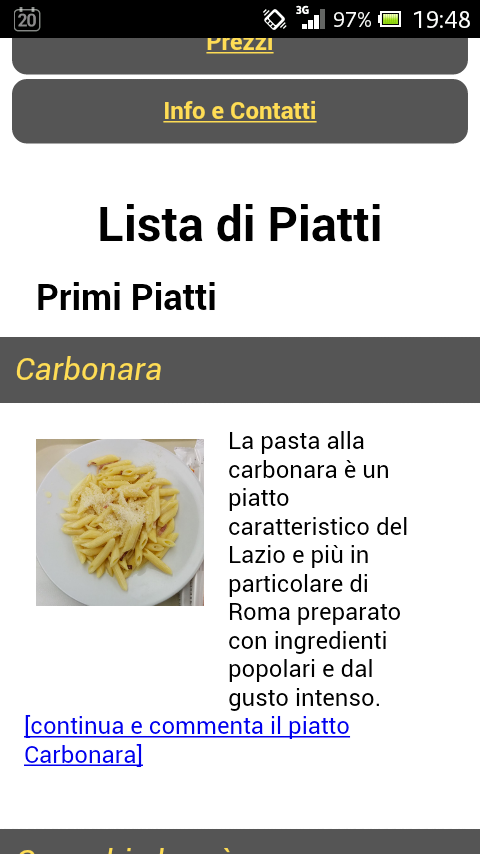 20
3G
97%
19:48
Prezzi
Info e Contatti
Lista di Piatti
Primi Piatti
Carbonara
La pasta alla
carbonara è un
piatto
caratteristico del
Lazio e più in
particolare di
Roma preparato
con ingredienti
popolari e dal
gusto intenso.
[continua e commenta il piatto
Carbonara]